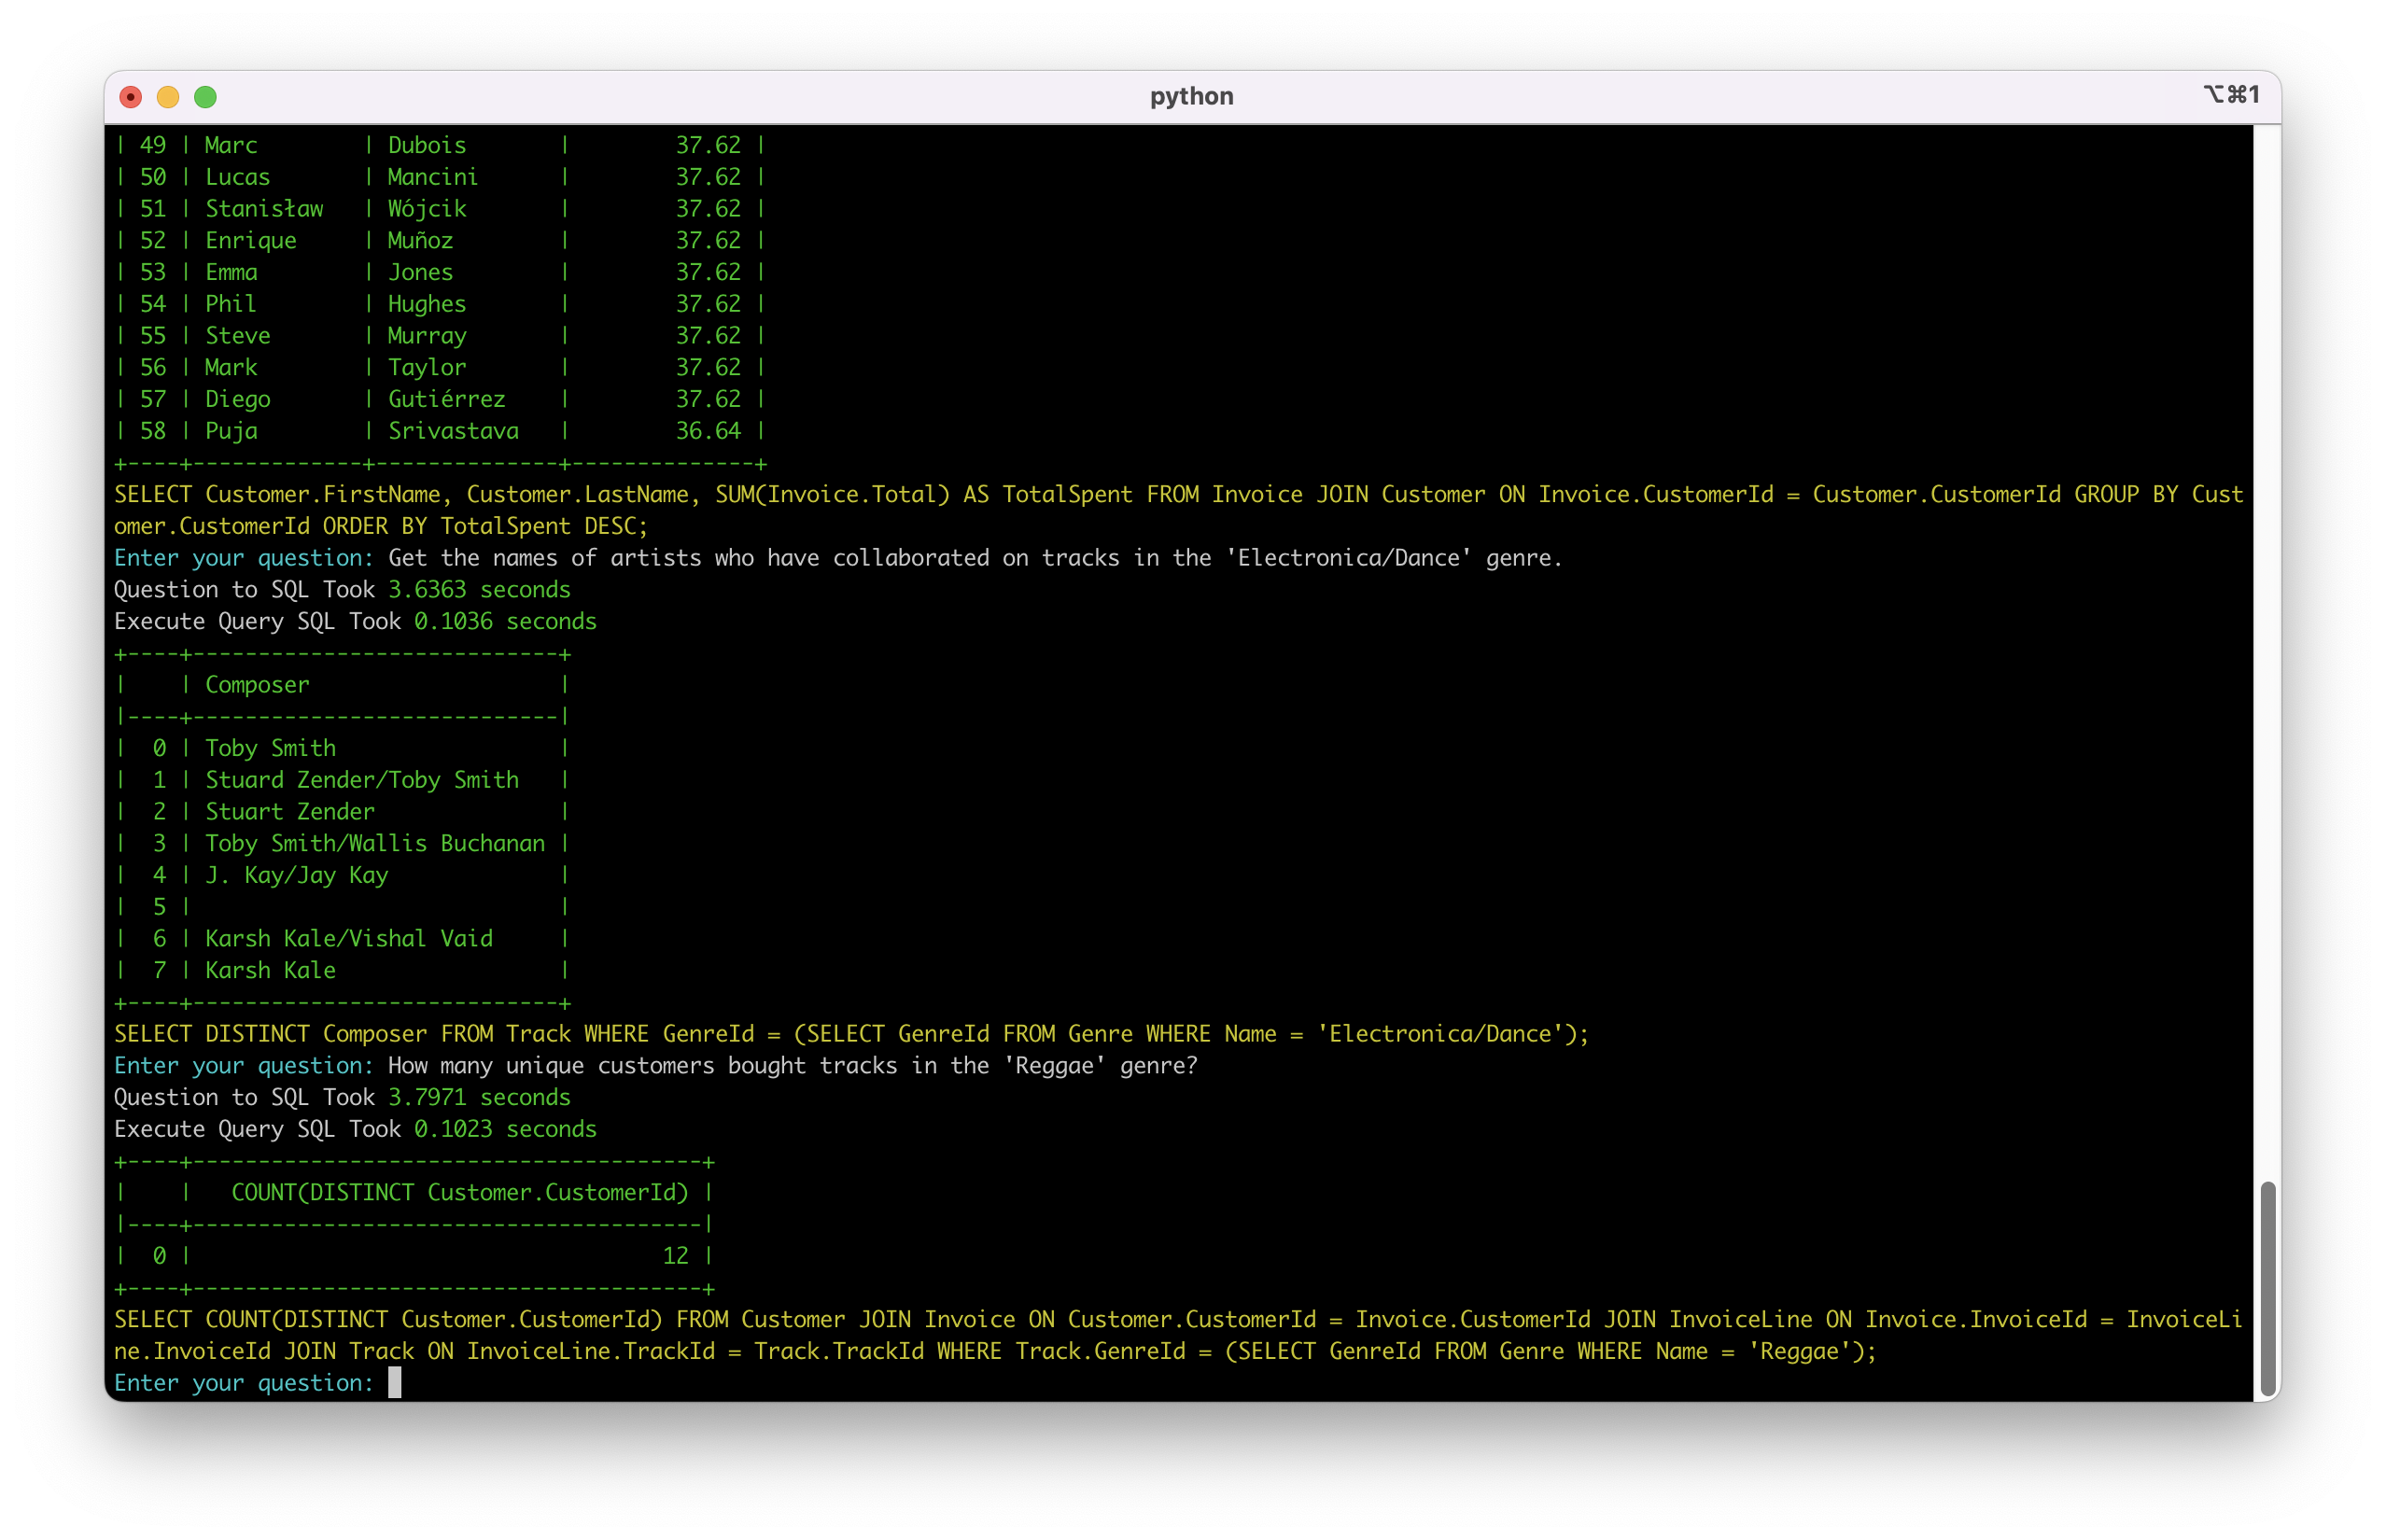 python
⌥⌘1
| 49 | Marc        | Dubois       |        37.62 |
| 50 | Lucas       | Mancini      |        37.62 |
| 51 | Stanisław   | Wójcik       |        37.62 |
| 52 | Enrique     | Muñoz        |        37.62 |
| 53 | Emma        | Jones        |        37.62 |
| 54 | Phil        | Hughes       |        37.62 |
| 55 | Steve       | Murray       |        37.62 |
| 56 | Mark        | Taylor       |        37.62 |
| 57 | Diego       | Gutiérrez    |        37.62 |
| 58 | Puja        | Srivastava   |        36.64 |
+----+-------------+--------------+--------------+
SELECT Customer.FirstName, Customer.LastName, SUM(Invoice.Total) AS TotalSpent FROM Invoice JOIN Customer ON Invoice.CustomerId = Customer.CustomerId GROUP BY Cust
omer.CustomerId ORDER BY TotalSpent DESC;
Enter your question: Get the names of artists who have collaborated on tracks in the 'Electronica/Dance' genre.
Question to SQL Took 3.6363 seconds
Execute Query SQL Took 0.1036 seconds
+----+----------------------------+
|    | Composer                   |
|----+----------------------------|
|  0 | Toby Smith                 |
|  1 | Stuard Zender/Toby Smith   |
|  2 | Stuart Zender              |
|  3 | Toby Smith/Wallis Buchanan |
|  4 | J. Kay/Jay Kay             |
|  5 |                            |
|  6 | Karsh Kale/Vishal Vaid     |
|  7 | Karsh Kale                 |
+----+----------------------------+
SELECT DISTINCT Composer FROM Track WHERE GenreId = (SELECT GenreId FROM Genre WHERE Name = 'Electronica/Dance');
Enter your question: How many unique customers bought tracks in the 'Reggae' genre?
Question to SQL Took 3.7971 seconds
Execute Query SQL Took 0.1023 seconds
+----+---------------------------------------+
|    |   COUNT(DISTINCT Customer.CustomerId) |
|----+---------------------------------------|
|  0 |                                    12 |
+----+---------------------------------------+
SELECT COUNT(DISTINCT Customer.CustomerId) FROM Customer JOIN Invoice ON Customer.CustomerId = Invoice.CustomerId JOIN InvoiceLine ON Invoice.InvoiceId = InvoiceLi
ne.InvoiceId JOIN Track ON InvoiceLine.TrackId = Track.TrackId WHERE Track.GenreId = (SELECT GenreId FROM Genre WHERE Name = 'Reggae');
Enter your question: